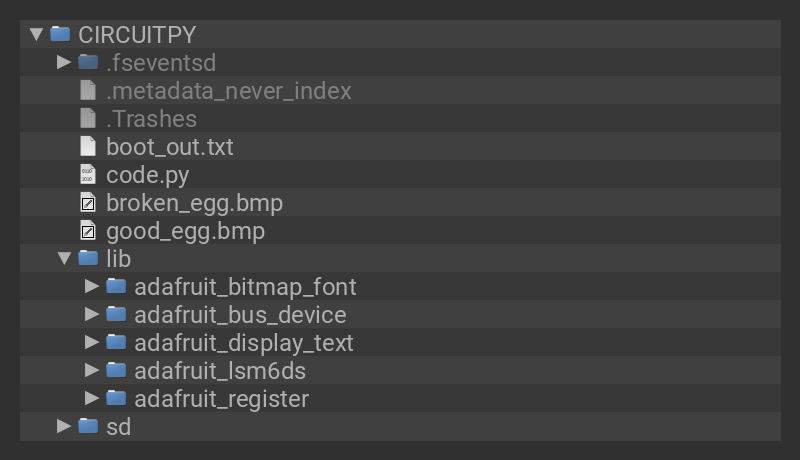 CIRCUITPY
.fseventsd
.metadata_never_index
.Trashes
boot_out.txt
code.py
broken_egg.bmp
good_egg.bmp
lib
adafruit_bitmap_font
adafruit_bus_device
adafruit_display_text
adafruit_lsm6ds
adafruit_register
sd